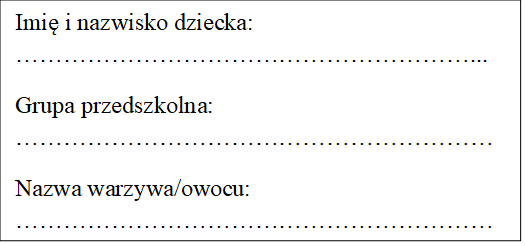 Imię i nazwisko dziecka:
…………………………………………………...
Grupa przedszkolna:
……………………………………………………
Nazwa warzywa/owocu:
……………………………………………………